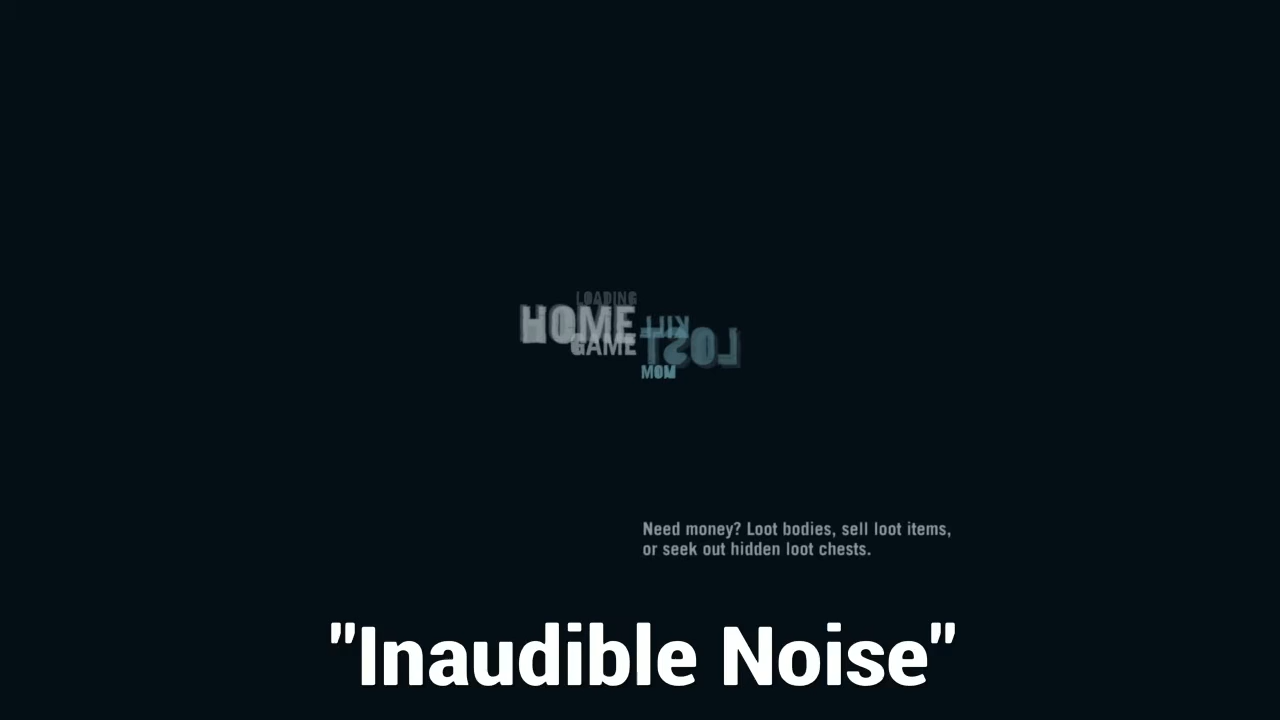 LOADING
HOME
KILL
GAME
LOST
MOM
Need money? Loot bodies, sell loot items,
or seek out hidden loot chests.
"Inaudible Noise"